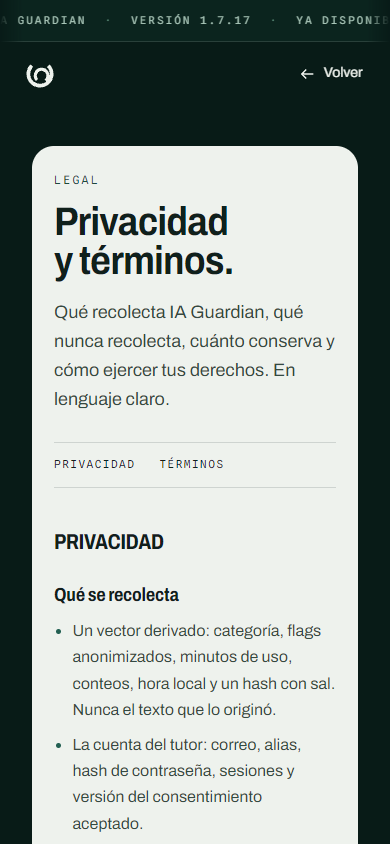 A GUARDIAN · VERSIÓN 1.7.17 · YA DISPONIBLE
Volver
LEGAL
Privacidad
y términos.
Qué recolecta IA Guardian, qué
nunca recolecta, cuánto conserva y
cómo ejercer tus derechos. En
lenguaje claro.
PRIVACIDAD TÉRMINOS
PRIVACIDAD
Qué se recolecta
• Un vector derivado: categoría, flags
anonimizados, minutos de uso,
conteos, hora local y un hash con sal.
Nunca el texto que lo originó.
• La cuenta del tutor: correo, alias,
hash de contraseña, sesiones y
versión del consentimiento
aceptado.